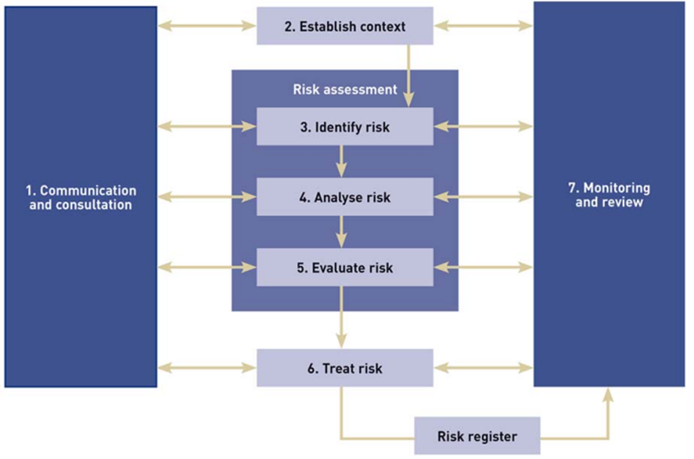 2. Establish context
Risk assessment
3. Identify risk
1. Communication
and consultation
4. Analyse risk
7. Monitoring
and review
5. Evaluate risk
6. Treat risk
Risk register